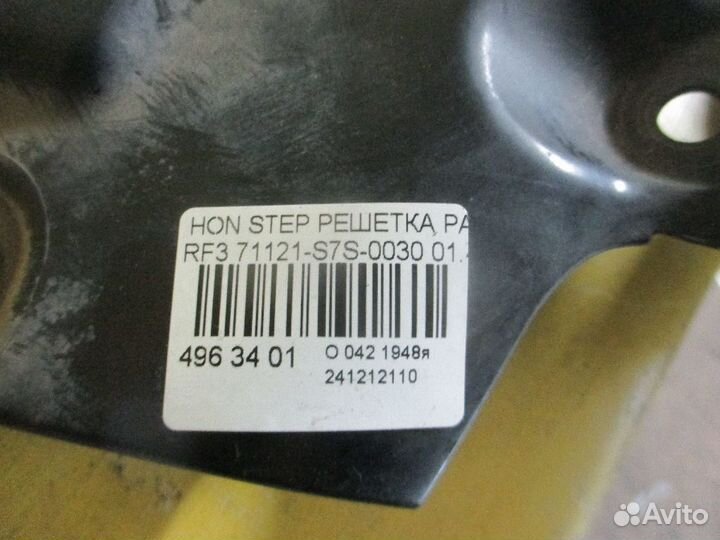 HON STEP РЕШЕТКА РА
RF3 71121-S7S-0030 01.
496 34 01
O 042 1948я
241212110
Avito